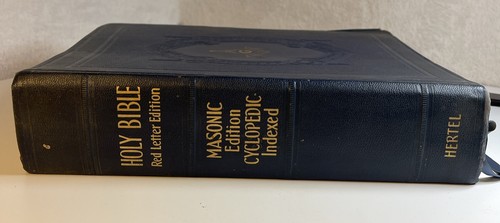 HOLY BIBLE
Red Letter Edition
MASONIC
Edition
CYCLOPEDIC
Indexed
HERTEL